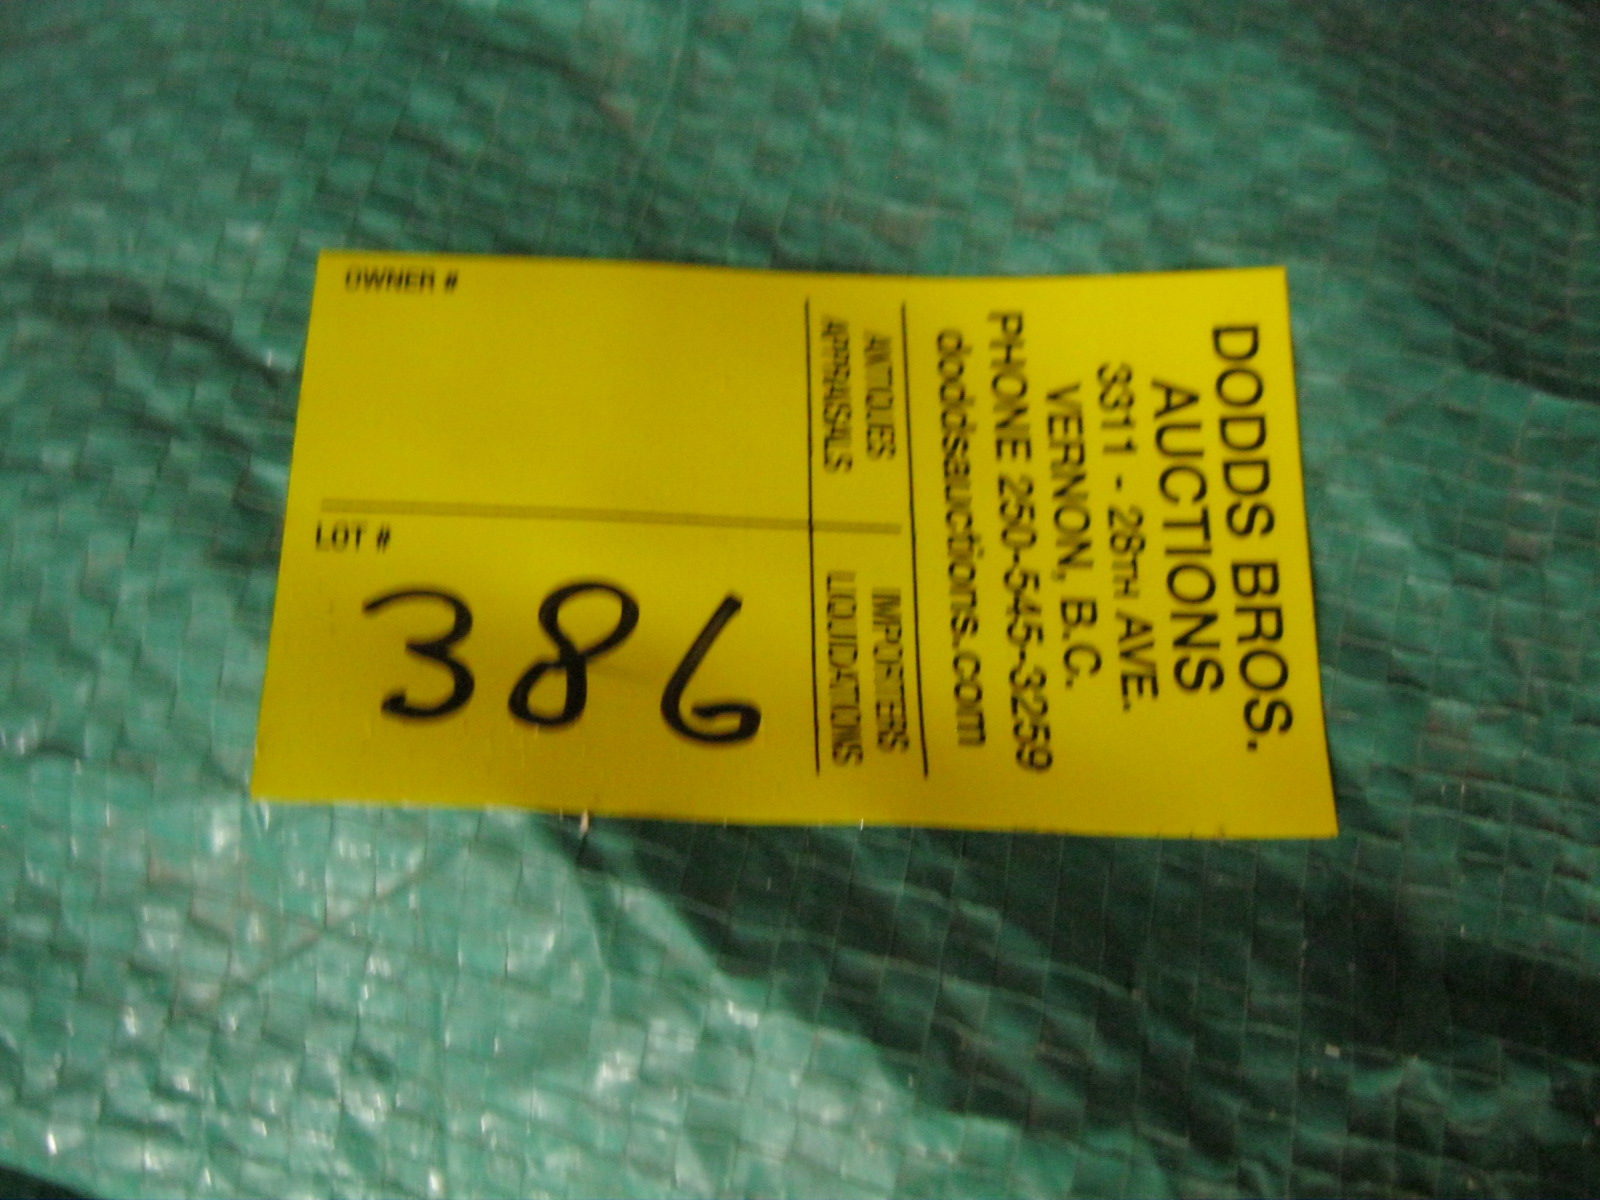 DODDS BROS.
AUCTIONS
3311 - 28TH AVE.
VERNON, B.C.
PHONE 250-545-3259
doddsauctions.com
ANTIQUES IMPORTERS
APPRAISALS LIQUIDATIONS
OWNER #
LOT #
386